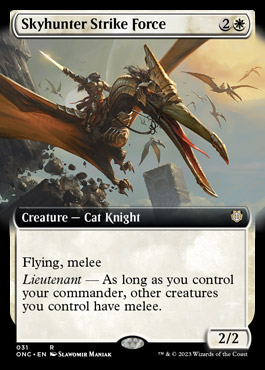 Skyhunter Strike Force 2
Creature — Cat Knight
Flying, melee
Lieutenant — As long as you control
your commander, other creatures
you control have melee.
2/2
031 R
ONC • EN Slawomir Maniak
™ & © 2023 Wizards of the Coast